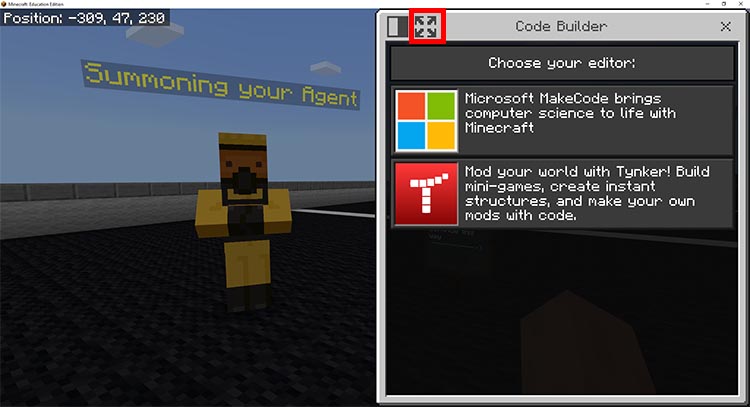 Minecraft Education Edition
Position: -309, 47, 230
Summoning your Agent
Code Builder
Choose your editor:
Microsoft MakeCode brings
computer science to life with
Minecraft
Mod your world with Tynker! Build
mini-games, create instant
structures, and make your own
mods with code.